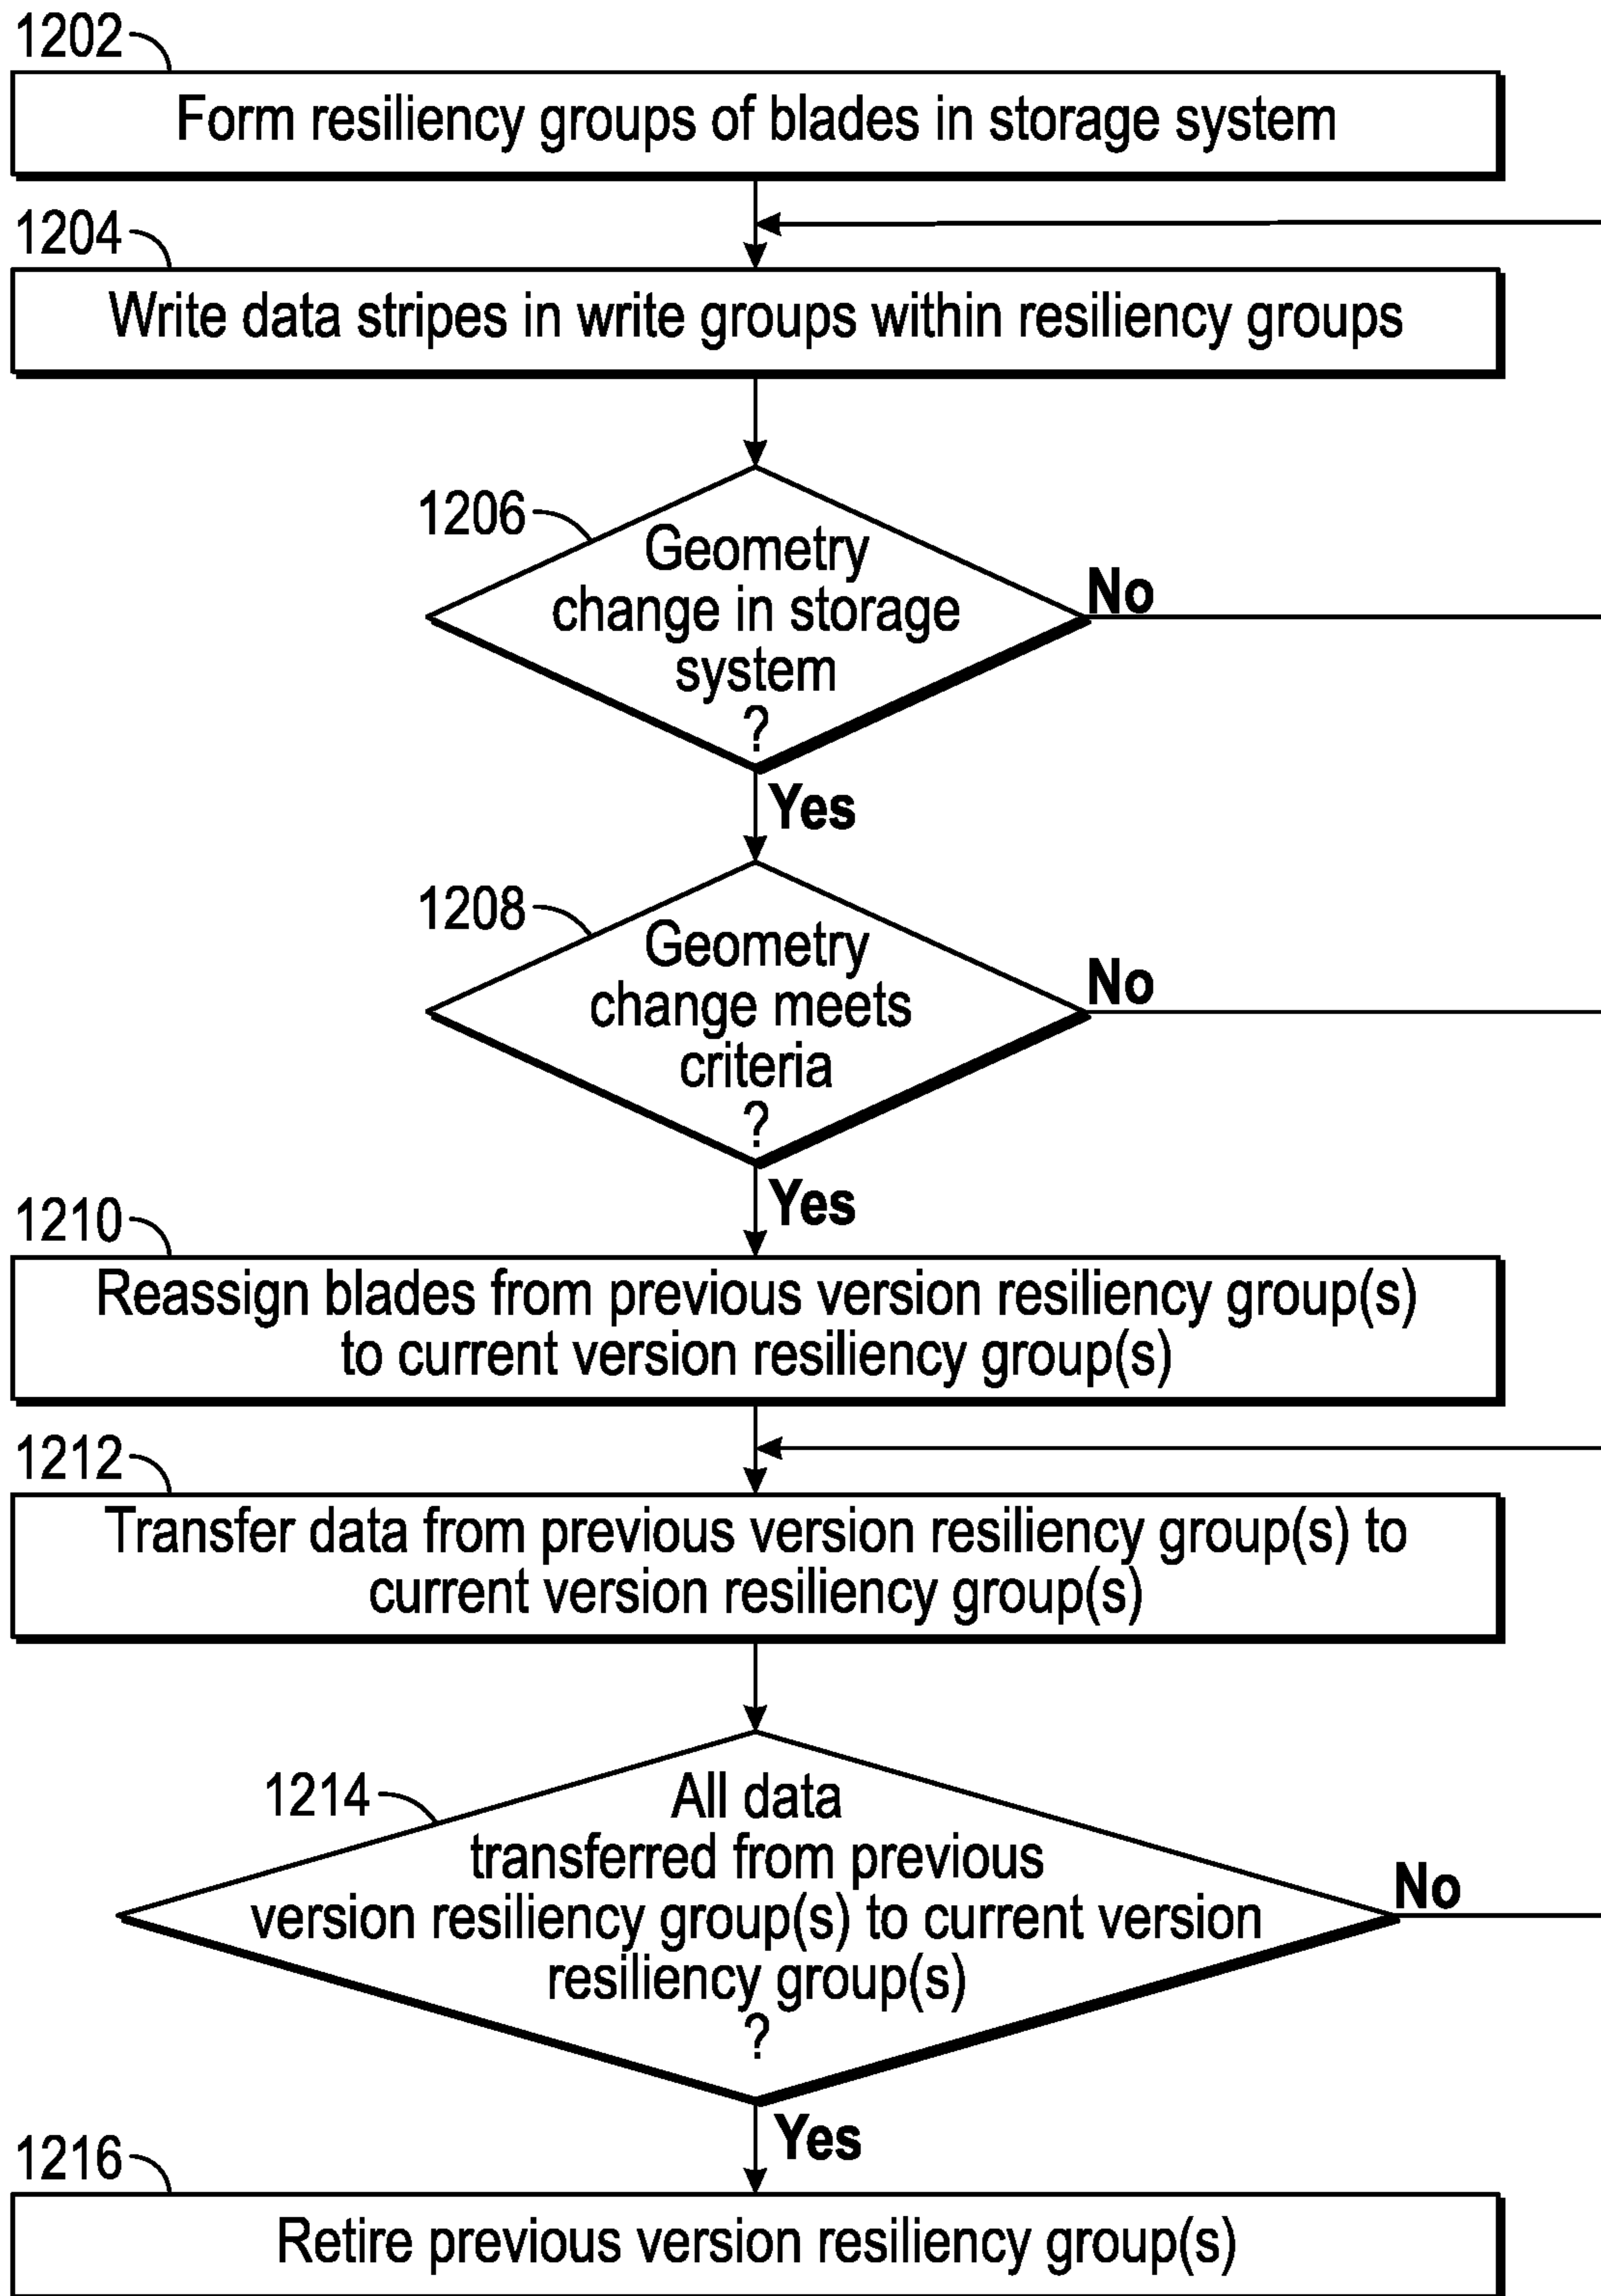 1202
Form resiliency groups of blades in storage system
1204
Write data stripes in write groups within resiliency groups
1206
Geometry
change in storage
system
?
No
Yes
1208
Geometry
change meets
criteria
?
No
Yes
1210
Reassign blades from previous version resiliency group(s)
to current version resiliency group(s)
1212
Transfer data from previous version resiliency group(s) to
current version resiliency group(s)
1214
All data
transferred from previous
version resiliency group(s) to current version
resiliency group(s)
?
No
Yes
1216
Retire previous version resiliency group(s)